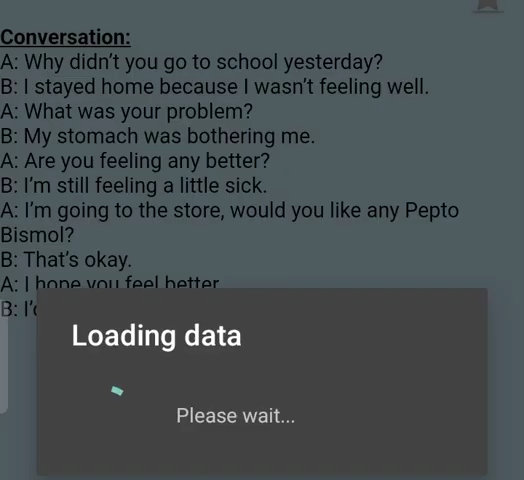 Conversation:
A: Why didn't you go to school yesterday?
B: I stayed home because I wasn't feeling well.
A: What was your problem?
B: My stomach was bothering me.
A: Are you feeling any better?
B: I'm still feeling a little sick.
A: I'm going to the store, would you like any Pepto
Bismol?
B: That's okay.
A: I hope you feel better
B:
Loading data
Please wait...